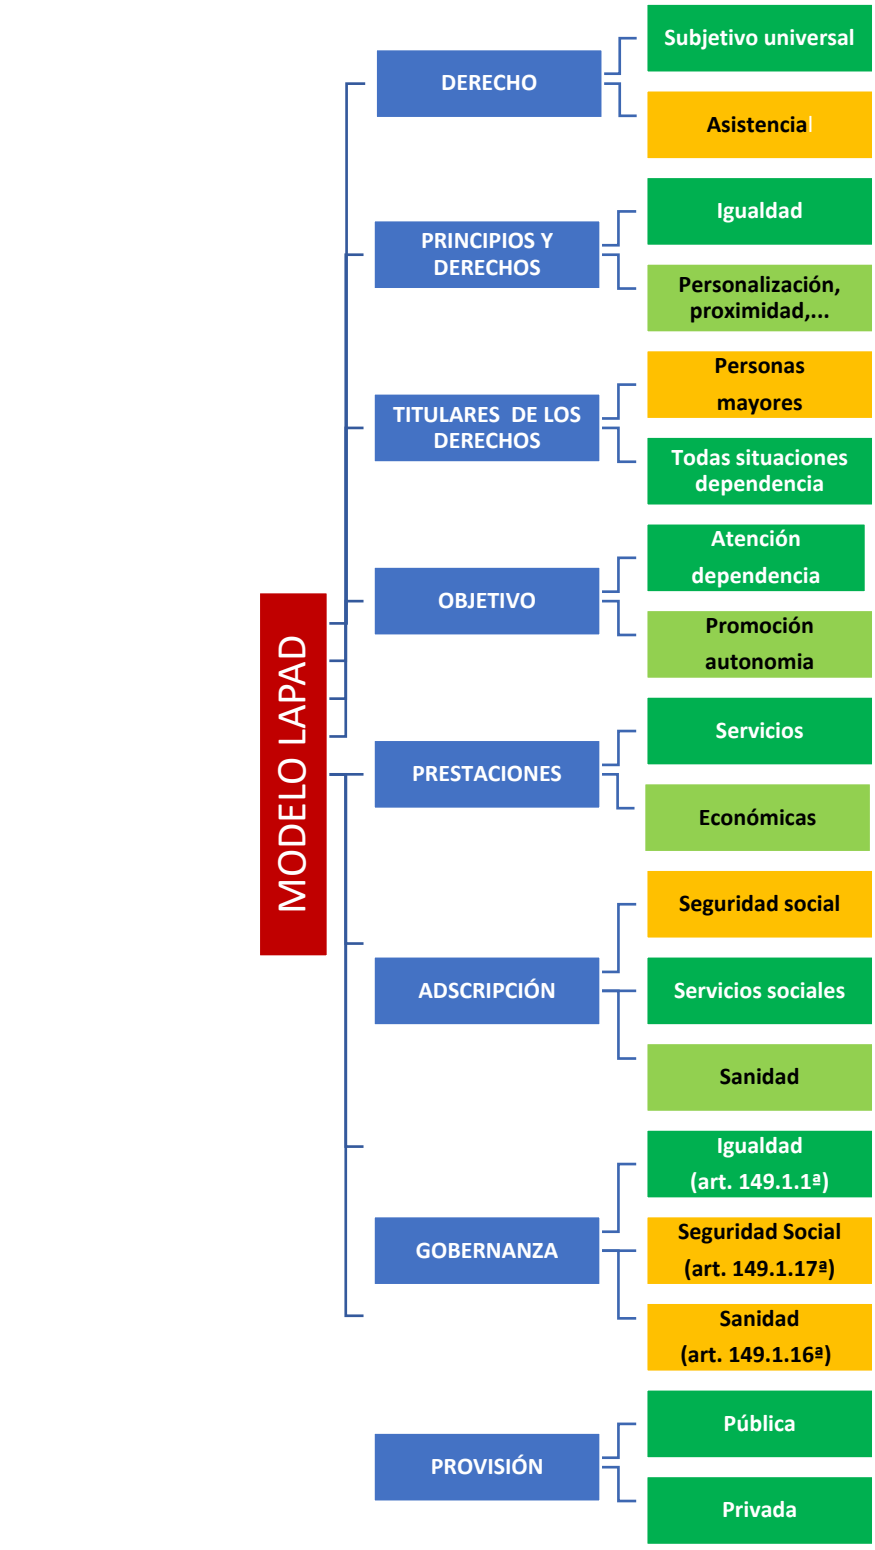 MODELO LAPAD
DERECHO
Subjetivo universal
Asistencial
PRINCIPIOS Y
DERECHOS
Igualdad
Personalización,
proximidad,...
TITULARES DE LOS
DERECHOS
Personas
mayores
Todas situaciones
dependencia
OBJETIVO
Atención
dependencia
Promoción
autonomia
PRESTACIONES
Servicios
Económicas
ADSCRIPCIÓN
Seguridad social
Servicios sociales
Sanidad
GOBERNANZA
Igualdad
(art. 149.1.1ª)
Seguridad Social
(art. 149.1.17ª)
Sanidad
(art. 149.1.16ª)
PROVISIÓN
Pública
Privada